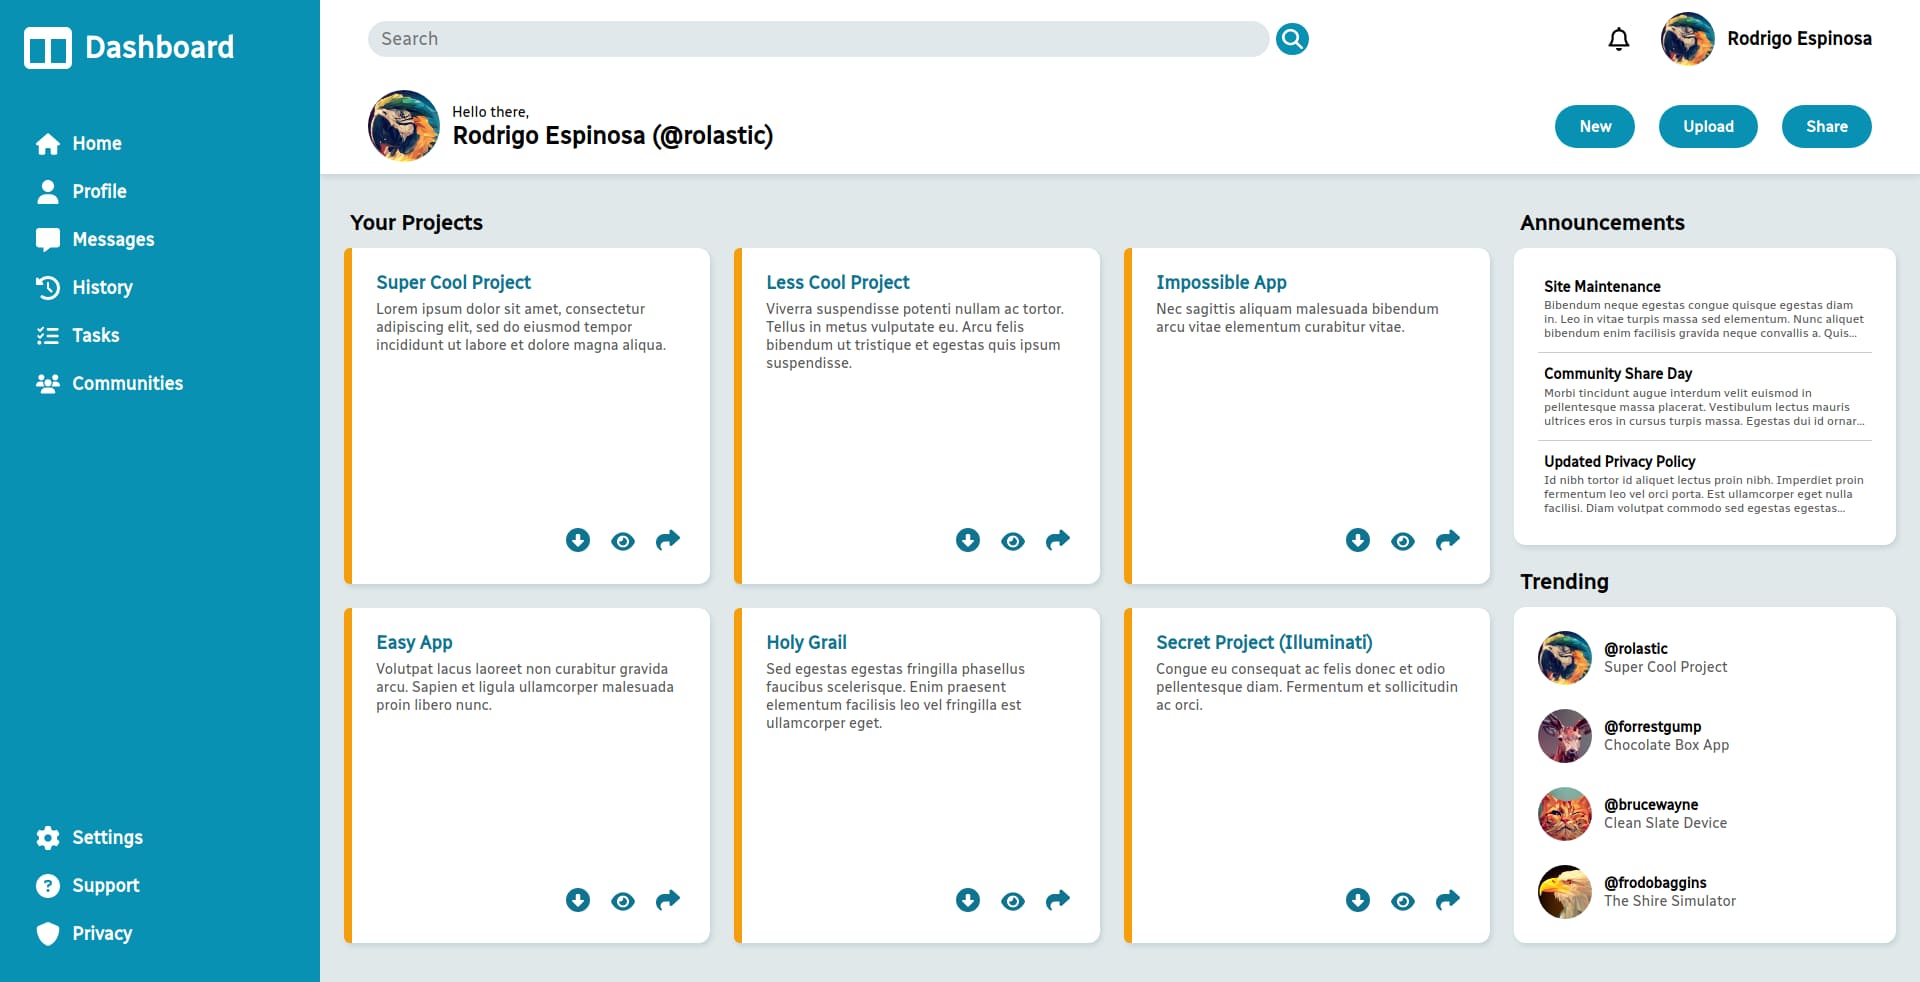 Dashboard
Home
Profile
Messages
History
Tasks
Communities
Settings
Support
Privacy
Search
Rodrigo Espinosa
Hello there,
Rodrigo Espinosa (@rolastic)
New
Upload
Share
Your Projects
Super Cool Project
Lorem ipsum dolor sit amet, consectetur
adipiscing elit, sed do eiusmod tempor
incididunt ut labore et dolore magna aliqua.
Less Cool Project
Viverra suspendisse potenti nullam ac tortor.
Tellus in metus vulputate eu. Arcu felis
bibendum ut tristique et egestas quis ipsum
suspendisse.
Impossible App
Nec sagittis aliquam malesuada bibendum
arcu vitae elementum curabitur vitae.
Easy App
Volutpat lacus laoreet non curabitur gravida
arcu. Sapien et ligula ullamcorper malesuada
proin libero nunc.
Holy Grail
Sed egestas egestas fringilla phasellus
faucibus scelerisque. Enim praesent
elementum facilisis leo vel fringilla est
ullamcorper eget.
Secret Project (Illuminati)
Congue eu consequat ac felis donec et odio
pellentesque diam. Fermentum et sollicitudin
ac orci.
Announcements
Site Maintenance
Bibendum neque egestas congue quisque egestas diam
in. Leo in vitae turpis massa sed elementum. Nunc aliquet
bibendum enim facilisis gravida neque convallis a. Quis...
Community Share Day
Morbi tincidunt augue interdum velit euismod in
pellentesque massa placerat. Vestibulum lectus mauris
ultrices eros in cursus turpis massa. Egestas dui id ornar...
Updated Privacy Policy
Id nibh tortor id aliquet lectus proin nibh. Imperdiet proin
fermentum leo vel orci porta. Est ullamcorper eget nulla
facilisi. Diam volutpat commodo sed egestas egestas...
Trending
@rolastic
Super Cool Project
@forrestgump
Chocolate Box App
@brucewayne
Clean Slate Device
@frodobaggins
The Shire Simulator